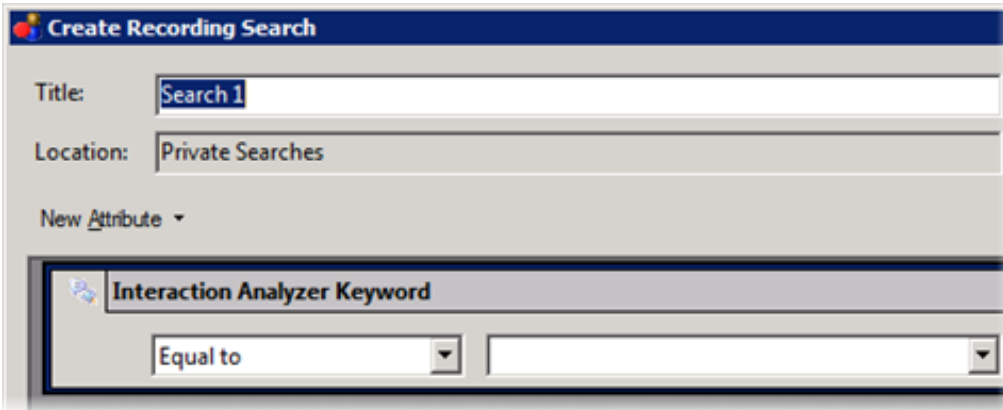 Create Recording Search
Title: Search 1
Location: Private Searches
New Attribute
Interaction Analyzer Keyword
Equal to